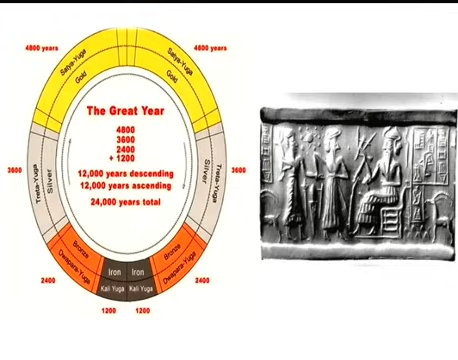 4800 years
4800 years
Satya-Yuga
Gold
Satya-Yuga
Gold
The Great Year
4800
3600
2400
+ 1200
12,000 years descending
12,000 years ascending
24,000 years total
3600
Treta-Yuga
Silver
Silver
Treta-Yuga
3600
Bronze
Dwapara-Yuga
2400
Bronze
Dwapara-Yuga
2400
Iron
Iron
Kali Yuga
Kali Yuga
1200
1200